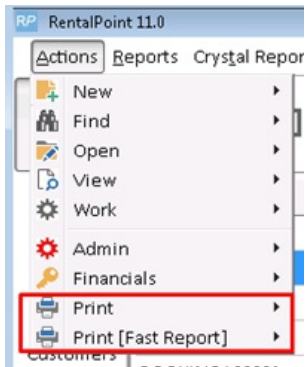 RP RentalPoint 11.0
Actions Reports Crystal Repor
New
Find
Open
View
Work
Admin
Financials
Print
Print [Fast Report]
Customers